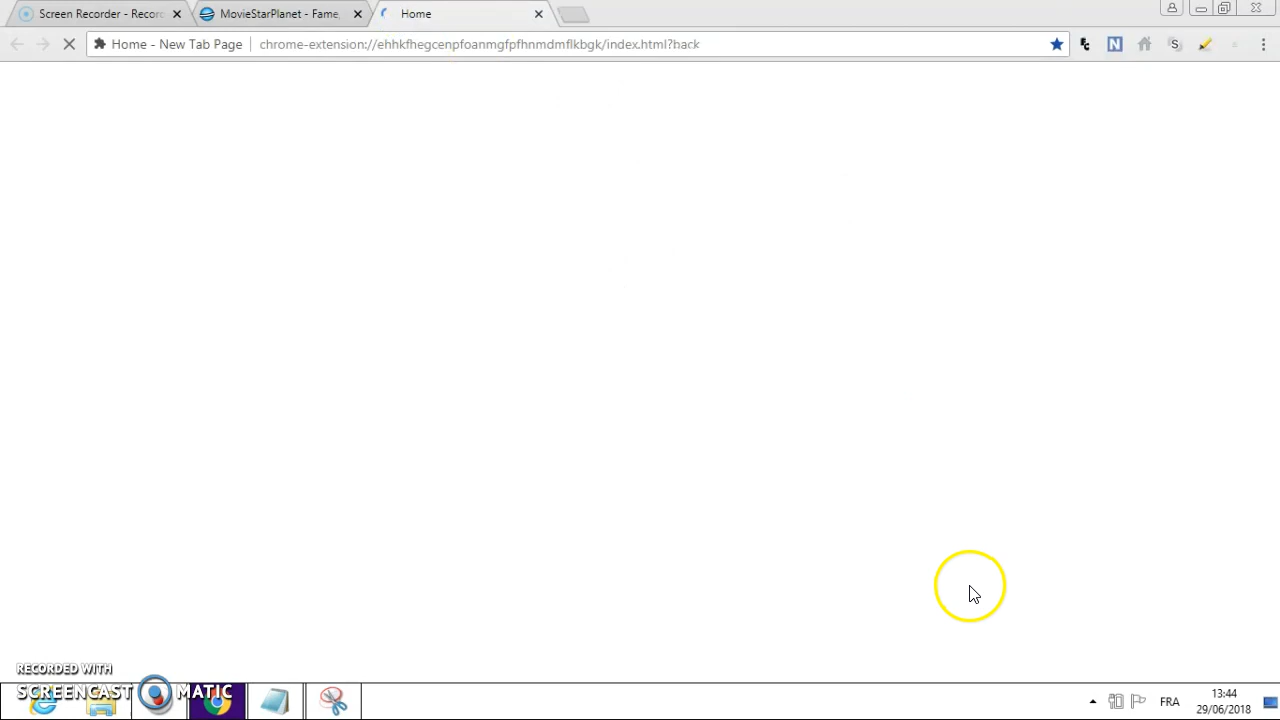 Screen Recorder - Recor
MovieStarPlanet - Fame,
Home
Home - New Tab Page
chrome-extension://ehhkfhegcenpfoanmgfpfhnmdmflkbgk/index.html?hack
N
S
RECORDED WITH
SCREENCAST MATIC
FRA
13:44
29/06/2018